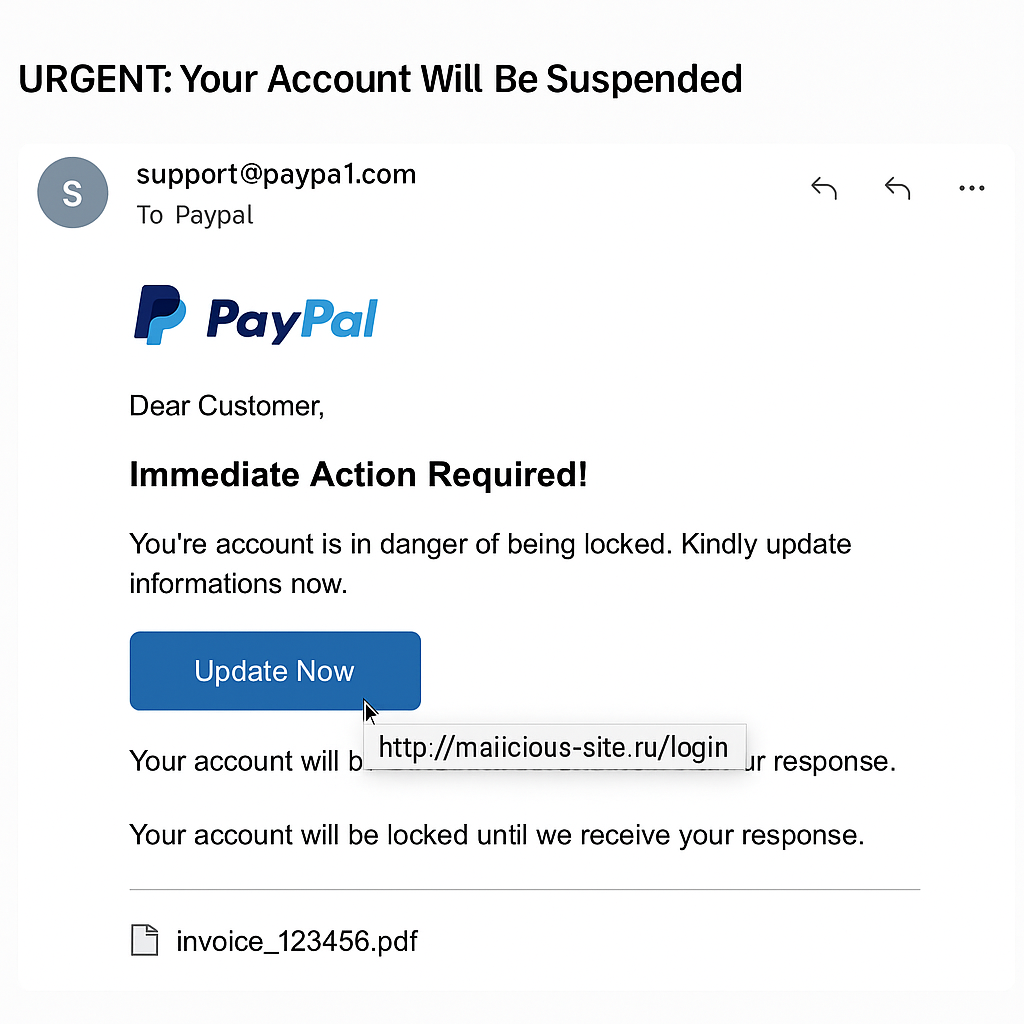 URGENT: Your Account Will Be Suspended
S
support@paypa1.com
To Paypal
PayPal
Dear Customer,
Immediate Action Required!
You're account is in danger of being locked. Kindly update
informations now.
Update Now
http://maiicious-site.ru/login
Your account will response.
Your account will be locked until we receive your response.
invoice_123456.pdf